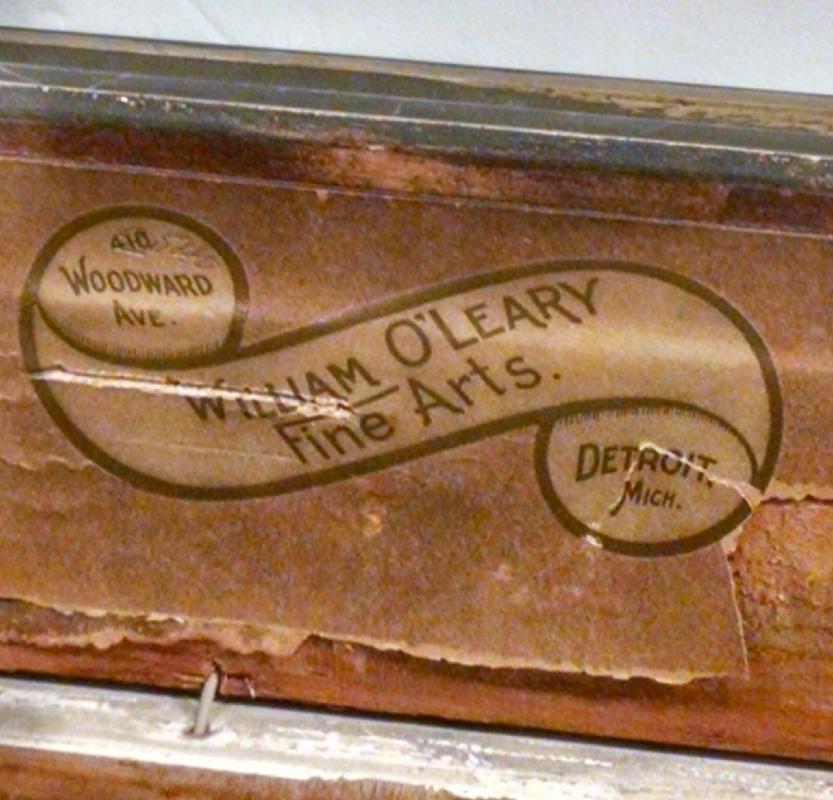 WOODWARD
AVE.
WILLIAM O'LEARY
Fine Arts.
DETROIT,
MICH.